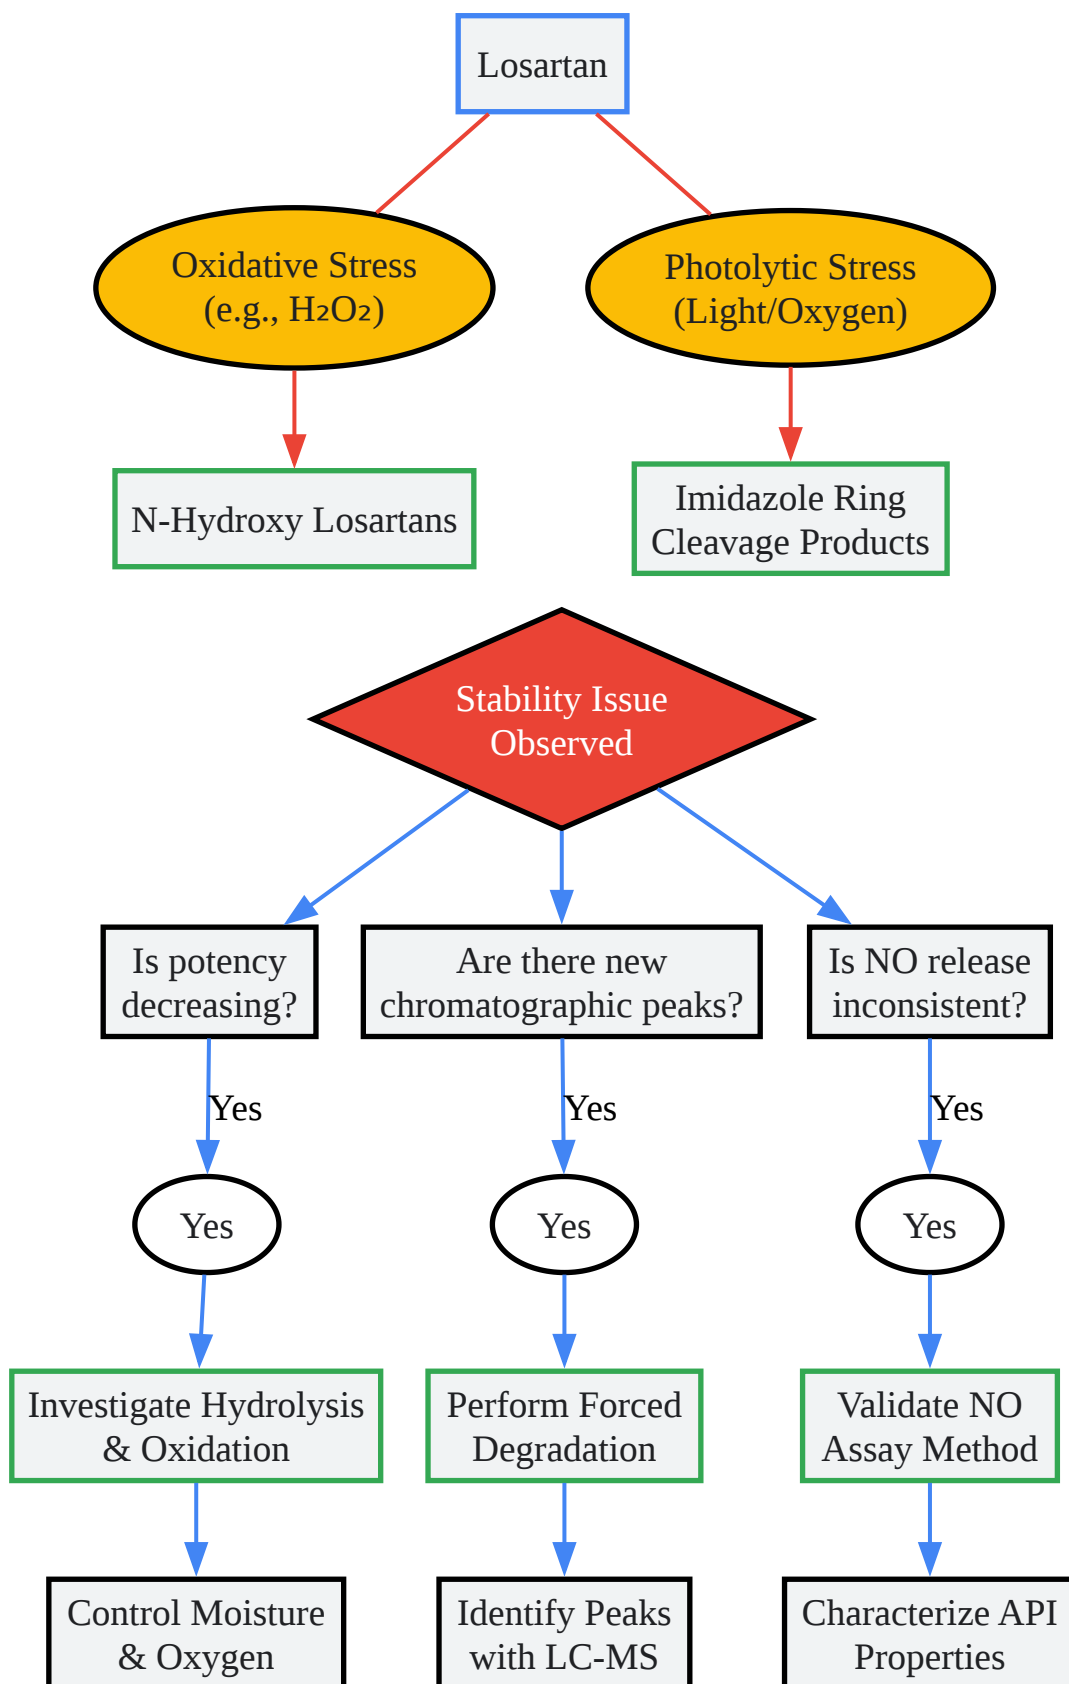 Losartan
Oxidative Stress
(e.g., H₂O₂)
Photolytic Stress
(Light/Oxygen)
N-Hydroxy Losartans
Imidazole Ring
Cleavage Products
Stability Issue
Observed
Is potency
decreasing?
Are there new
chromatographic peaks?
Is NO release
inconsistent?
Yes
Yes
Yes
Yes
Yes
Yes
Investigate Hydrolysis
& Oxidation
Perform Forced
Degradation
Validate NO
Assay Method
Control Moisture
& Oxygen
Identify Peaks
with LC-MS
Characterize API
Properties